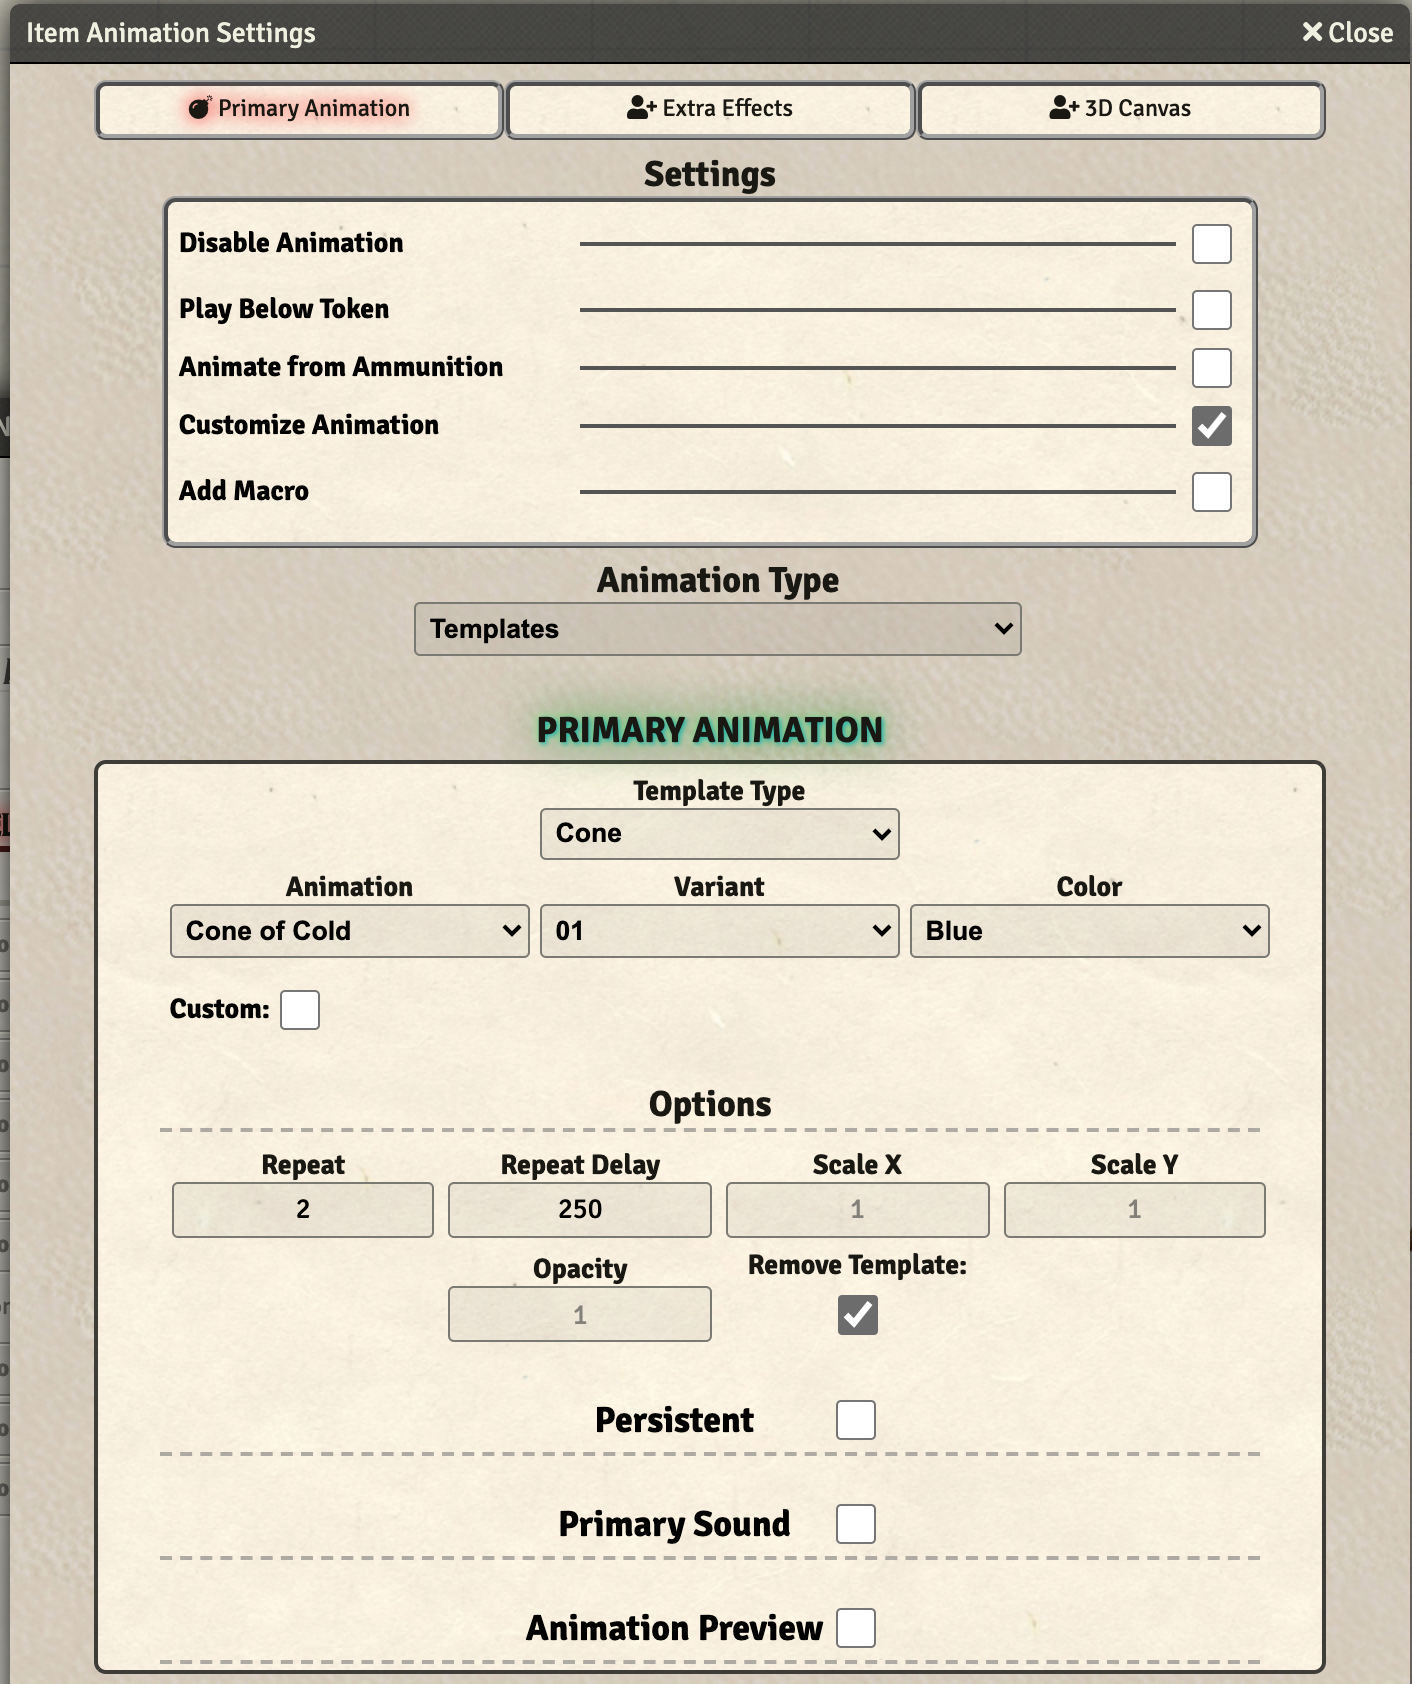 Item Animation Settings
Close
Primary Animation
Extra Effects
3D Canvas
Settings
Disable Animation
Play Below Token
Animate from Ammunition
Customize Animation
Add Macro
Animation Type
Templates
PRIMARY ANIMATION
Template Type
Cone
Animation Variant Color
Cone of Cold 01 Blue
Custom:
Options
Repeat Repeat Delay Scale X Scale Y
2 250 1 1
Opacity Remove Template:
1
Persistent
Primary Sound
Animation Preview